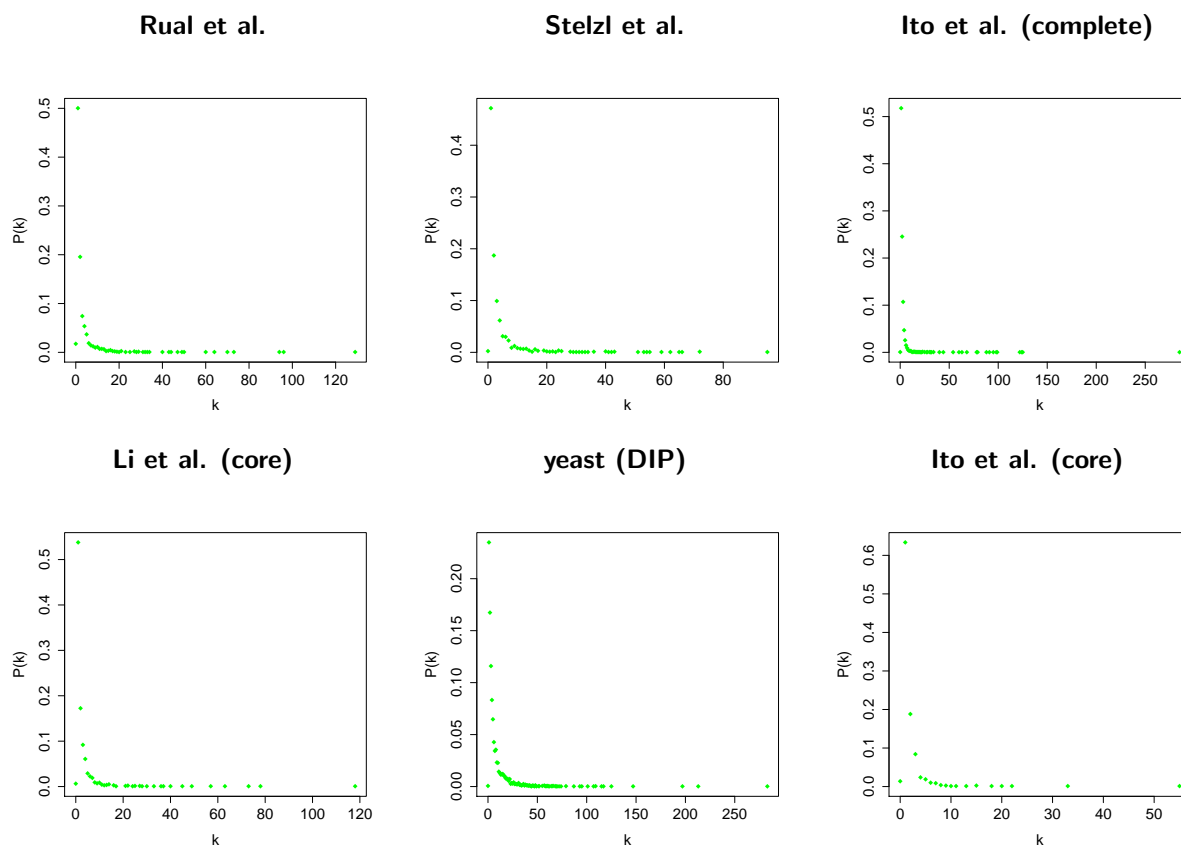 Rual et al.
Stelzl et al.
Ito et al. (complete)
P(k)
0.0 0.1 0.2 0.3 0.4 0.5
0 20 40 60 80 100 120
k
P(k)
0.0 0.1 0.2 0.3 0.4
0 20 40 60 80
k
P(k)
0.0 0.1 0.2 0.3 0.4 0.5
0 50 100 150 200 250
k
Li et al. (core)
yeast (DIP)
Ito et al. (core)
P(k)
0.0 0.1 0.2 0.3 0.4 0.5
0 20 40 60 80 100 120
k
P(k)
0.00 0.05 0.10 0.15 0.20
0 50 100 150 200 250
k
P(k)
0.0 0.1 0.2 0.3 0.4 0.5 0.6
0 10 20 30 40 50
k